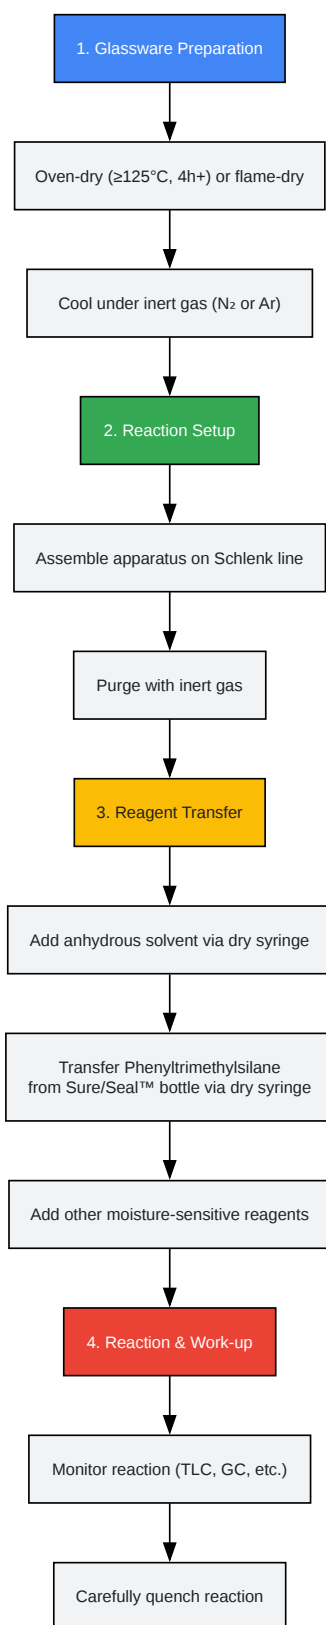 1. Glassware Preparation
Oven-dry (≥125°C, 4h+) or flame-dry
Cool under inert gas (N₂ or Ar)
2. Reaction Setup
Assemble apparatus on Schlenk line
Purge with inert gas
3. Reagent Transfer
Add anhydrous solvent via dry syringe
Transfer Phenyltrimethylsilane
from Sure/Seal™ bottle via dry syringe
Add other moisture-sensitive reagents
4. Reaction & Work-up
Monitor reaction (TLC, GC, etc.)
Carefully quench reaction